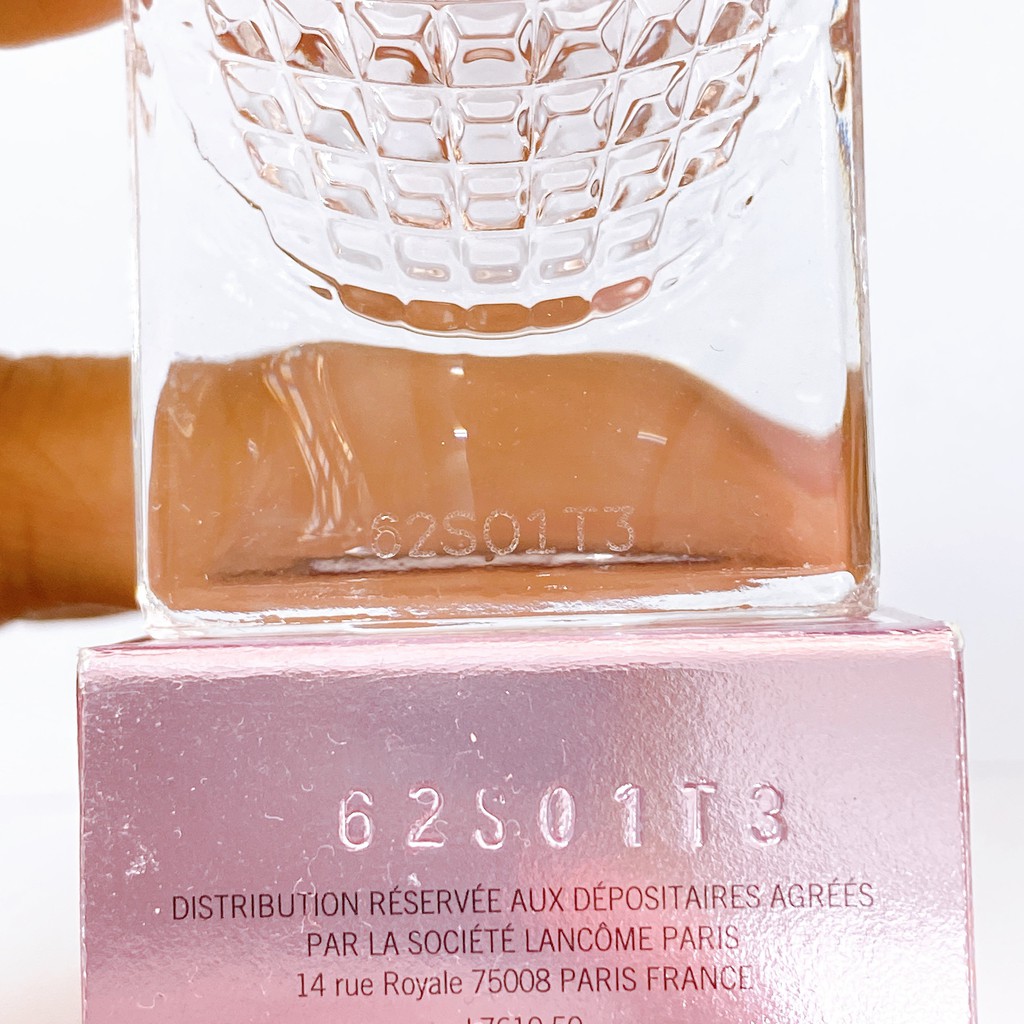 62S01T3
62S01T3
DISTRIBUTION RÉSERVÉE AUX DÉPOSITAIRES AGRÉÉS
PAR LA SOCIÉTÉ LANCÔME PARIS
14 rue Royale 75008 PARIS FRANCE